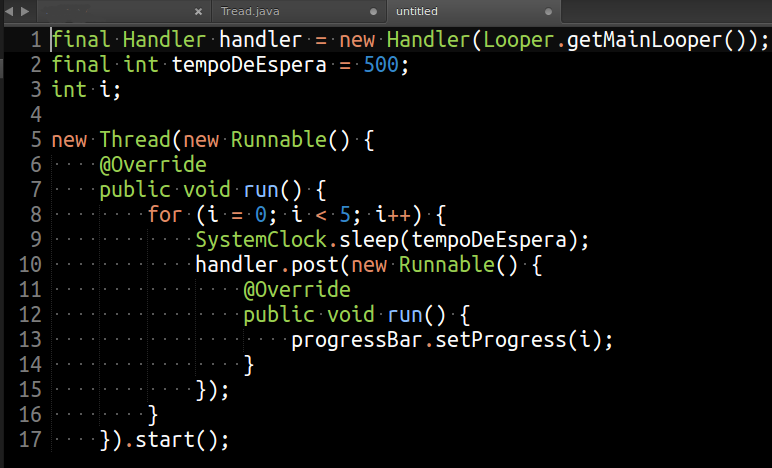 Tread.java
untitled
1 final Handler handler = new Handler(Looper.getMainLooper());
2 final int tempoDeEspera = 500;
3 int i;
4
5 new Thread(new Runnable() {
6     @Override
7     public void run() {
8         for (i = 0; i < 5; i++) {
9             SystemClock.sleep(tempoDeEspera);
10             handler.post(new Runnable() {
11                 @Override
12                 public void run() {
13                     progressBar.setProgress(i);
14                 }
15             });
16         }
17     }).start();